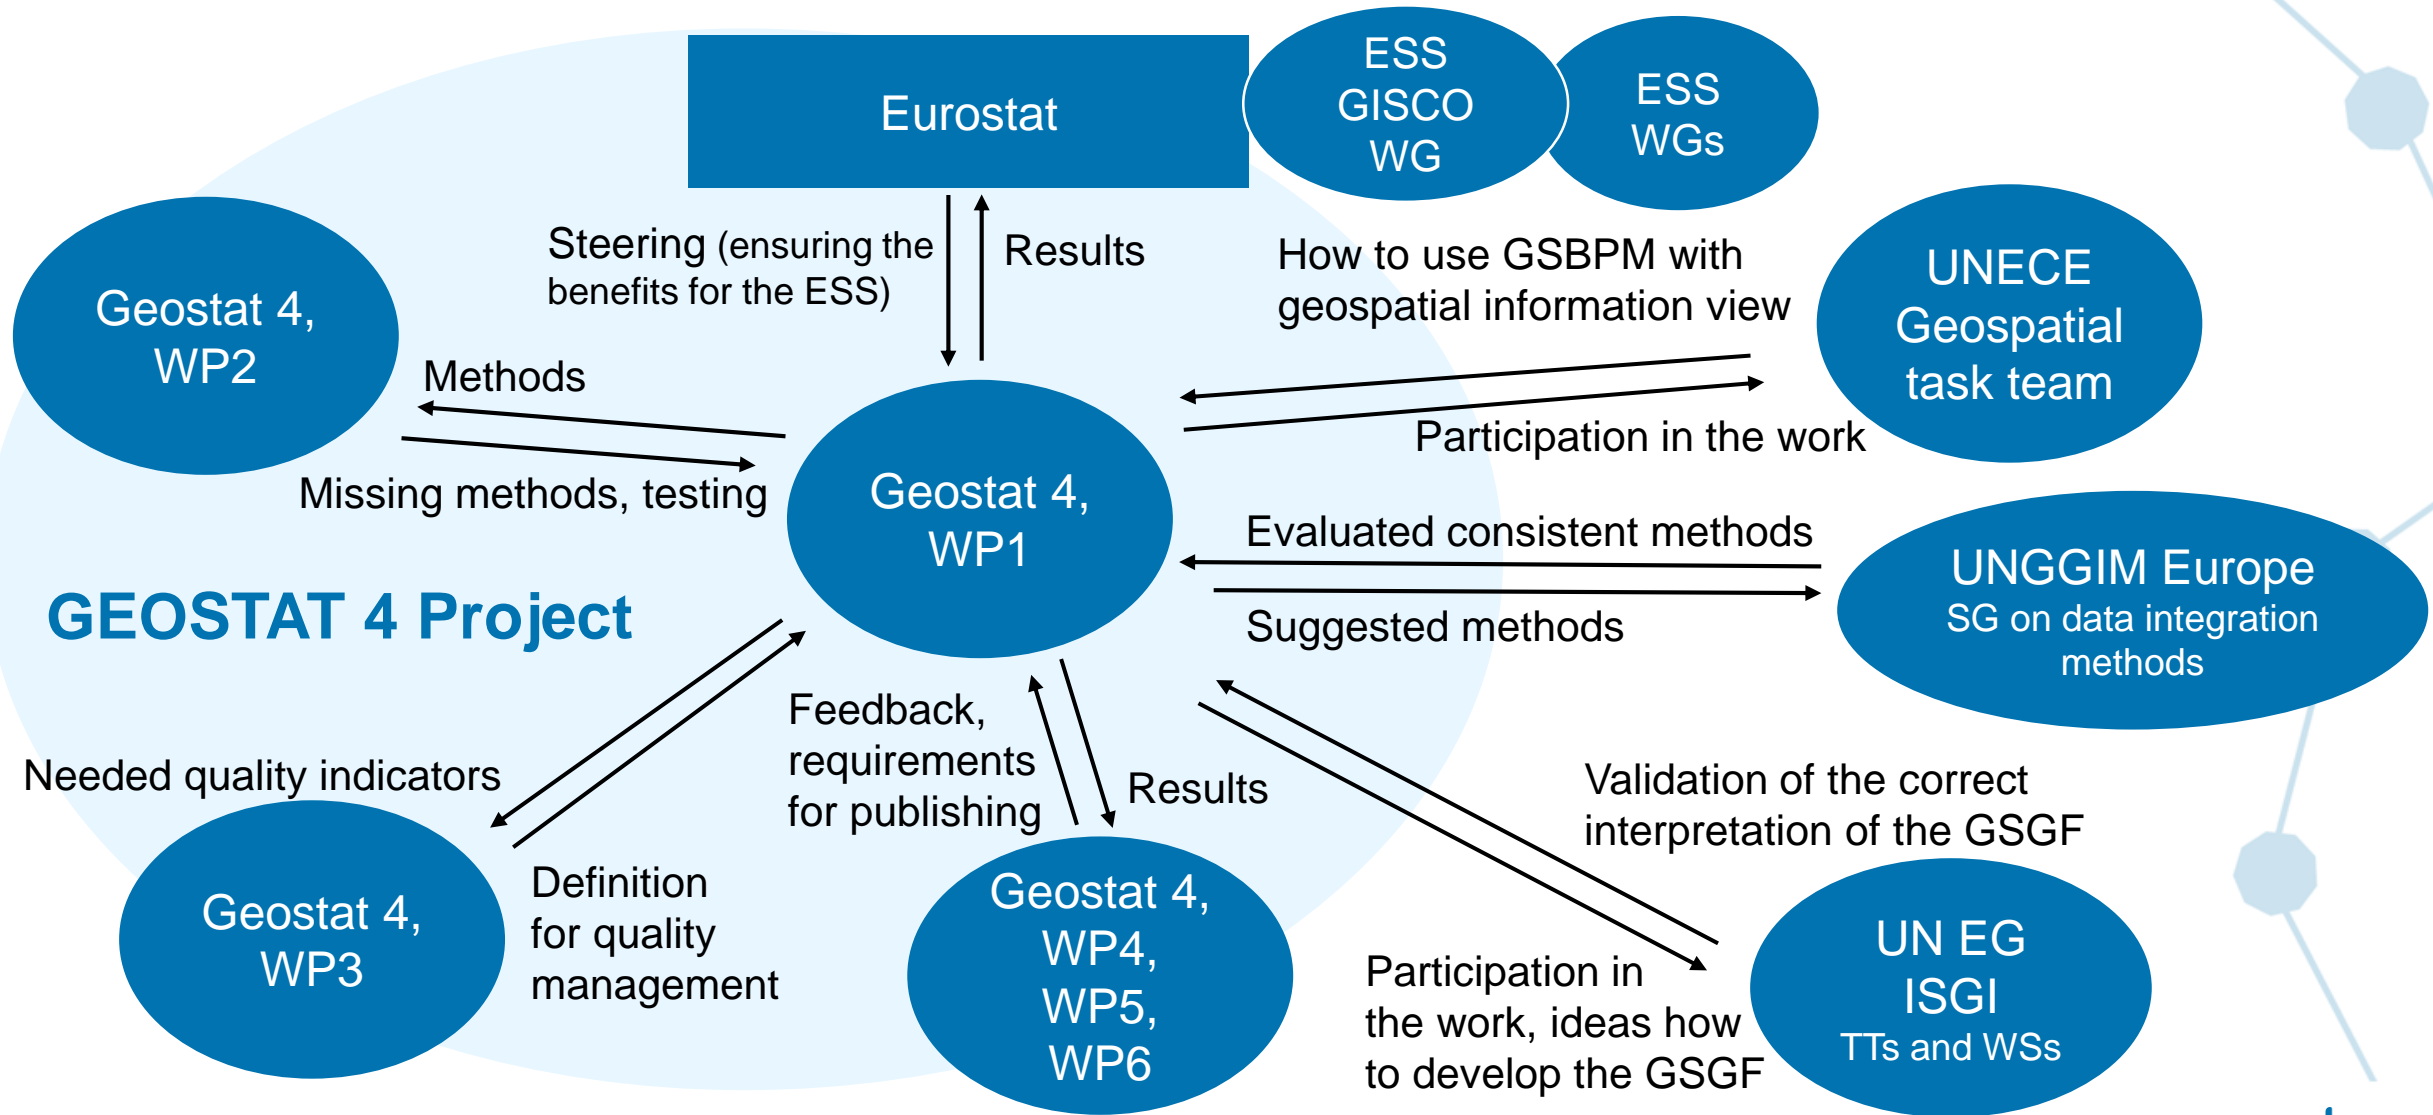 Eurostat
ESS
GISCO
WG
ESS
WGs
Steering (ensuring the
benefits for the ESS)
Results
How to use GSBPM with
geospatial information view
UNECE
Geospatial
task team
Geostat 4,
WP2
Methods
Missing methods, testing
Participation in the work
Geostat 4,
WP1
Evaluated consistent methods
Suggested methods
UNGGIM Europe
SG on data integration
methods
GEOSTAT 4 Project
Needed quality indicators
Feedback,
requirements
for publishing
Results
Validation of the correct
interpretation of the GSGF
Geostat 4,
WP3
Definition
for quality
management
Geostat 4,
WP4,
WP5,
WP6
Participation in
the work, ideas how
to develop the GSGF
UN EG
ISGI
TTs and WSs